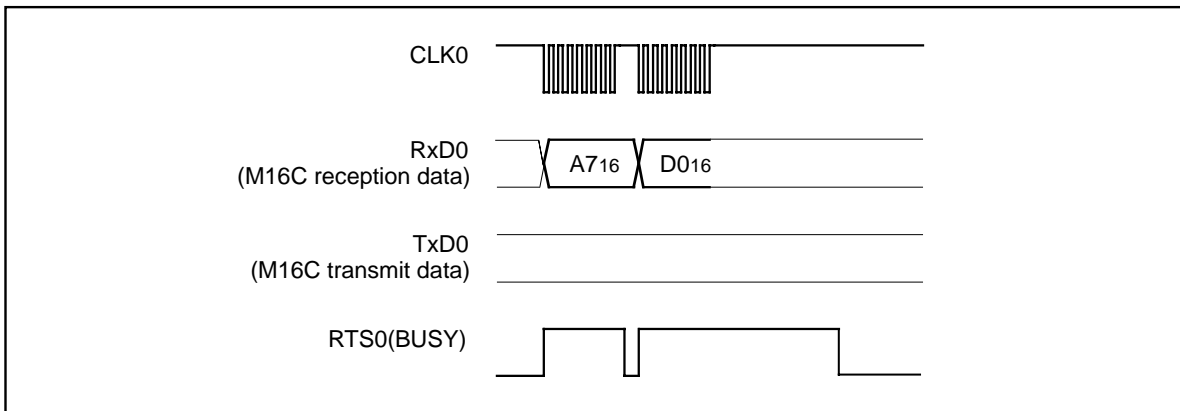 CLK0
RxD0
(M16C reception data)
A716
D016
TxD0
(M16C transmit data)
RTS0(BUSY)